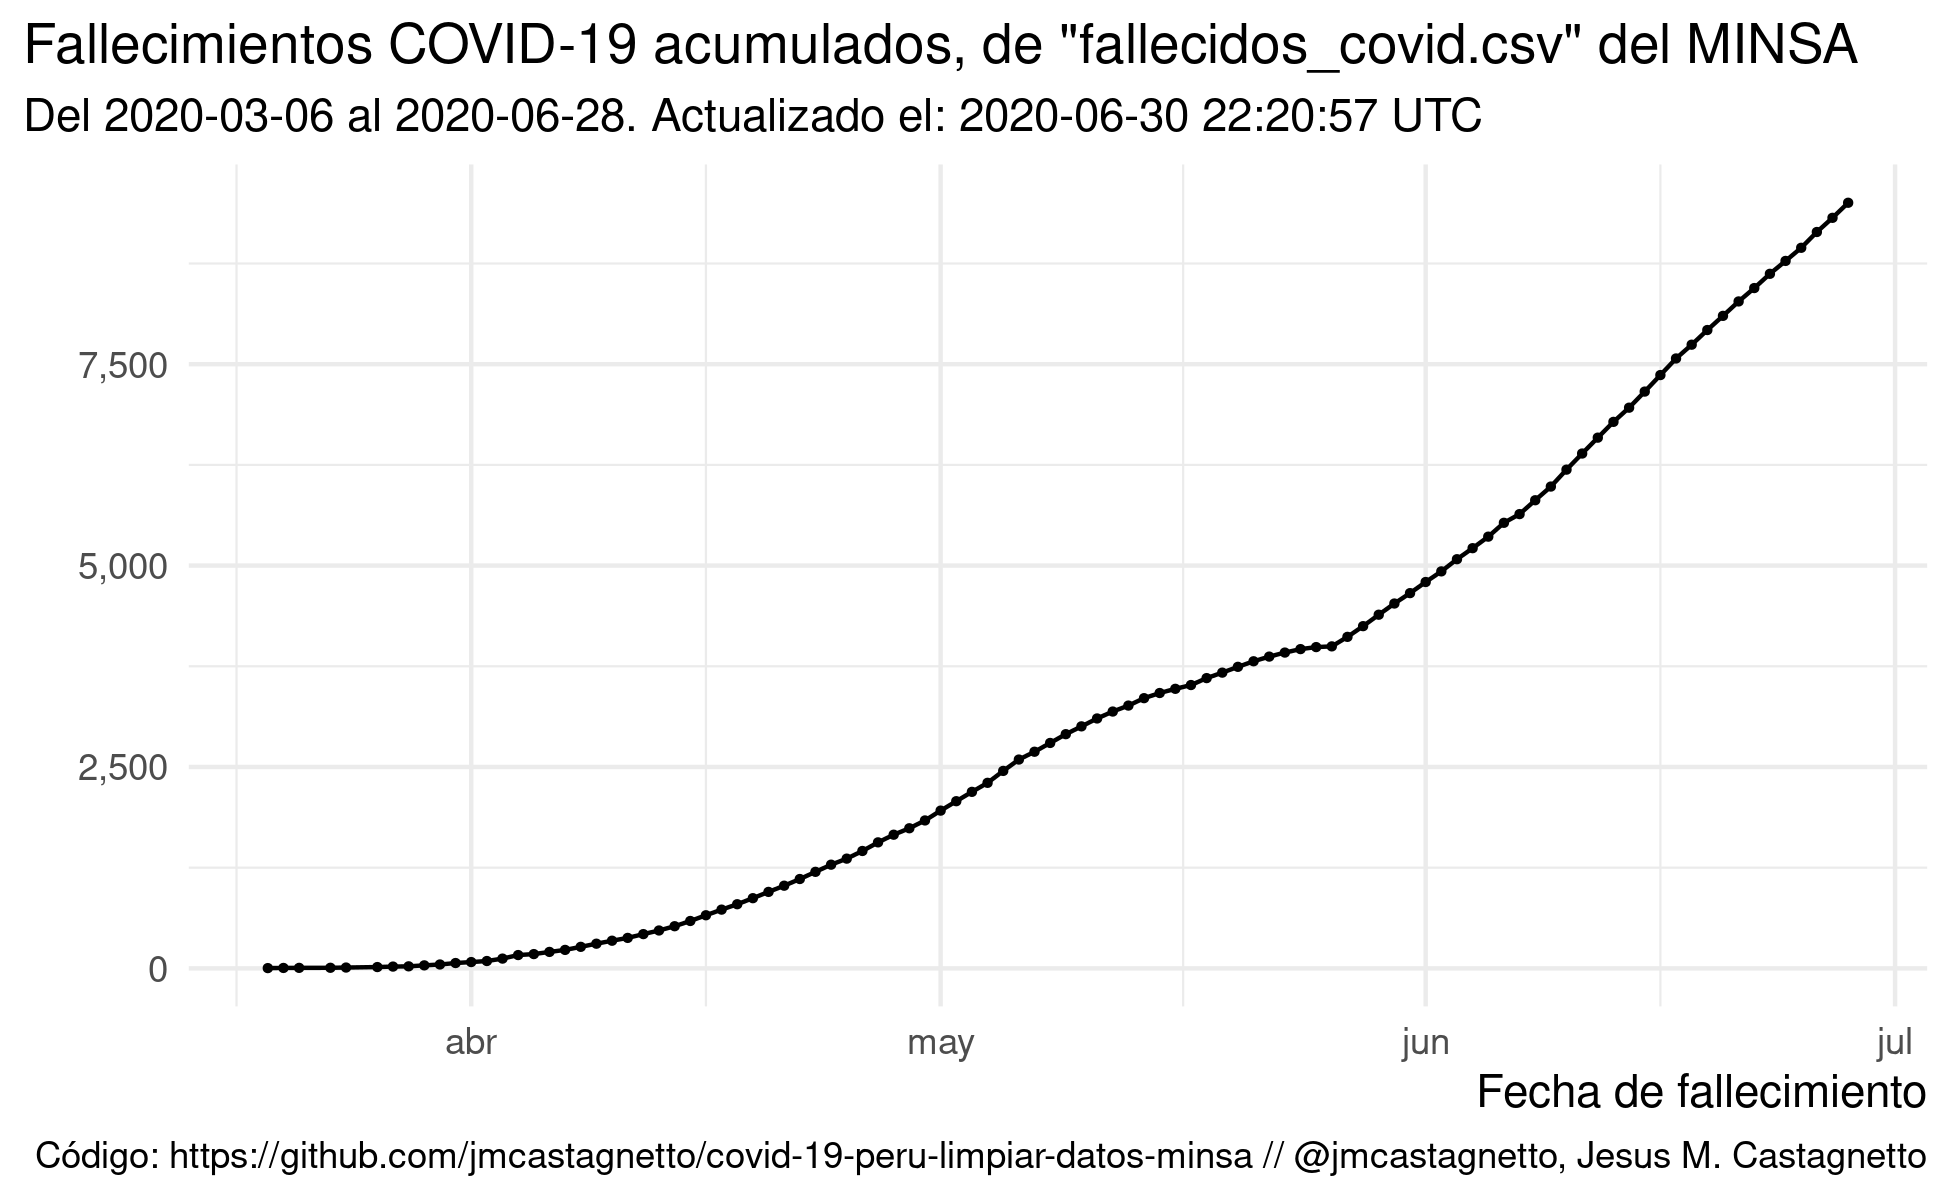 Fallecimientos COVID-19 acumulados, de "fallecidos_covid.csv" del MINSA
Del 2020-03-06 al 2020-06-28. Actualizado el: 2020-06-30 22:20:57 UTC
7,500
5,000
2,500
0
abr may jun jul
Fecha de fallecimiento
Código: https://github.com/jmcastagnetto/covid-19-peru-limpiar-datos-minsa // @jmcastagnetto, Jesus M. Castagnetto